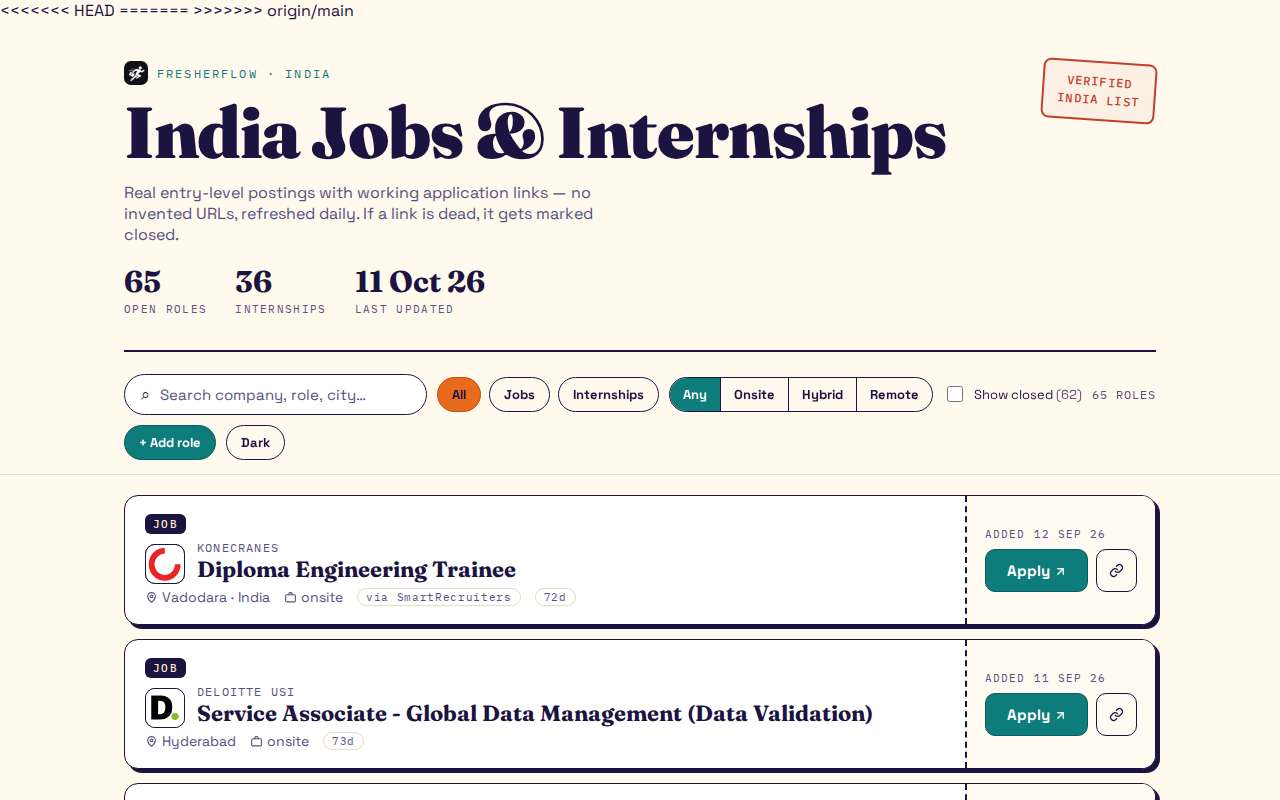 <<<<<<< HEAD ======= >>>>>>> origin/main
FRESHERFLOW · INDIA
VERIFIED
INDIA LIST
India Jobs & Internships
Real entry-level postings with working application links — no
invented URLs, refreshed daily. If a link is dead, it gets marked
closed.
65 36 11 Oct 26
OPEN ROLES INTERNSHIPS LAST UPDATED
Search company, role, city… All Jobs Internships Any Onsite Hybrid Remote Show closed (62) 65 ROLES
+ Add role Dark
JOB
KONECRANES
Diploma Engineering Trainee
Vadodara · India onsite via SmartRecruiters 72d
ADDED 12 SEP 26
Apply ↗
JOB
DELOITTE USI
D.
Service Associate - Global Data Management (Data Validation)
Hyderabad onsite 73d
ADDED 11 SEP 26
Apply ↗